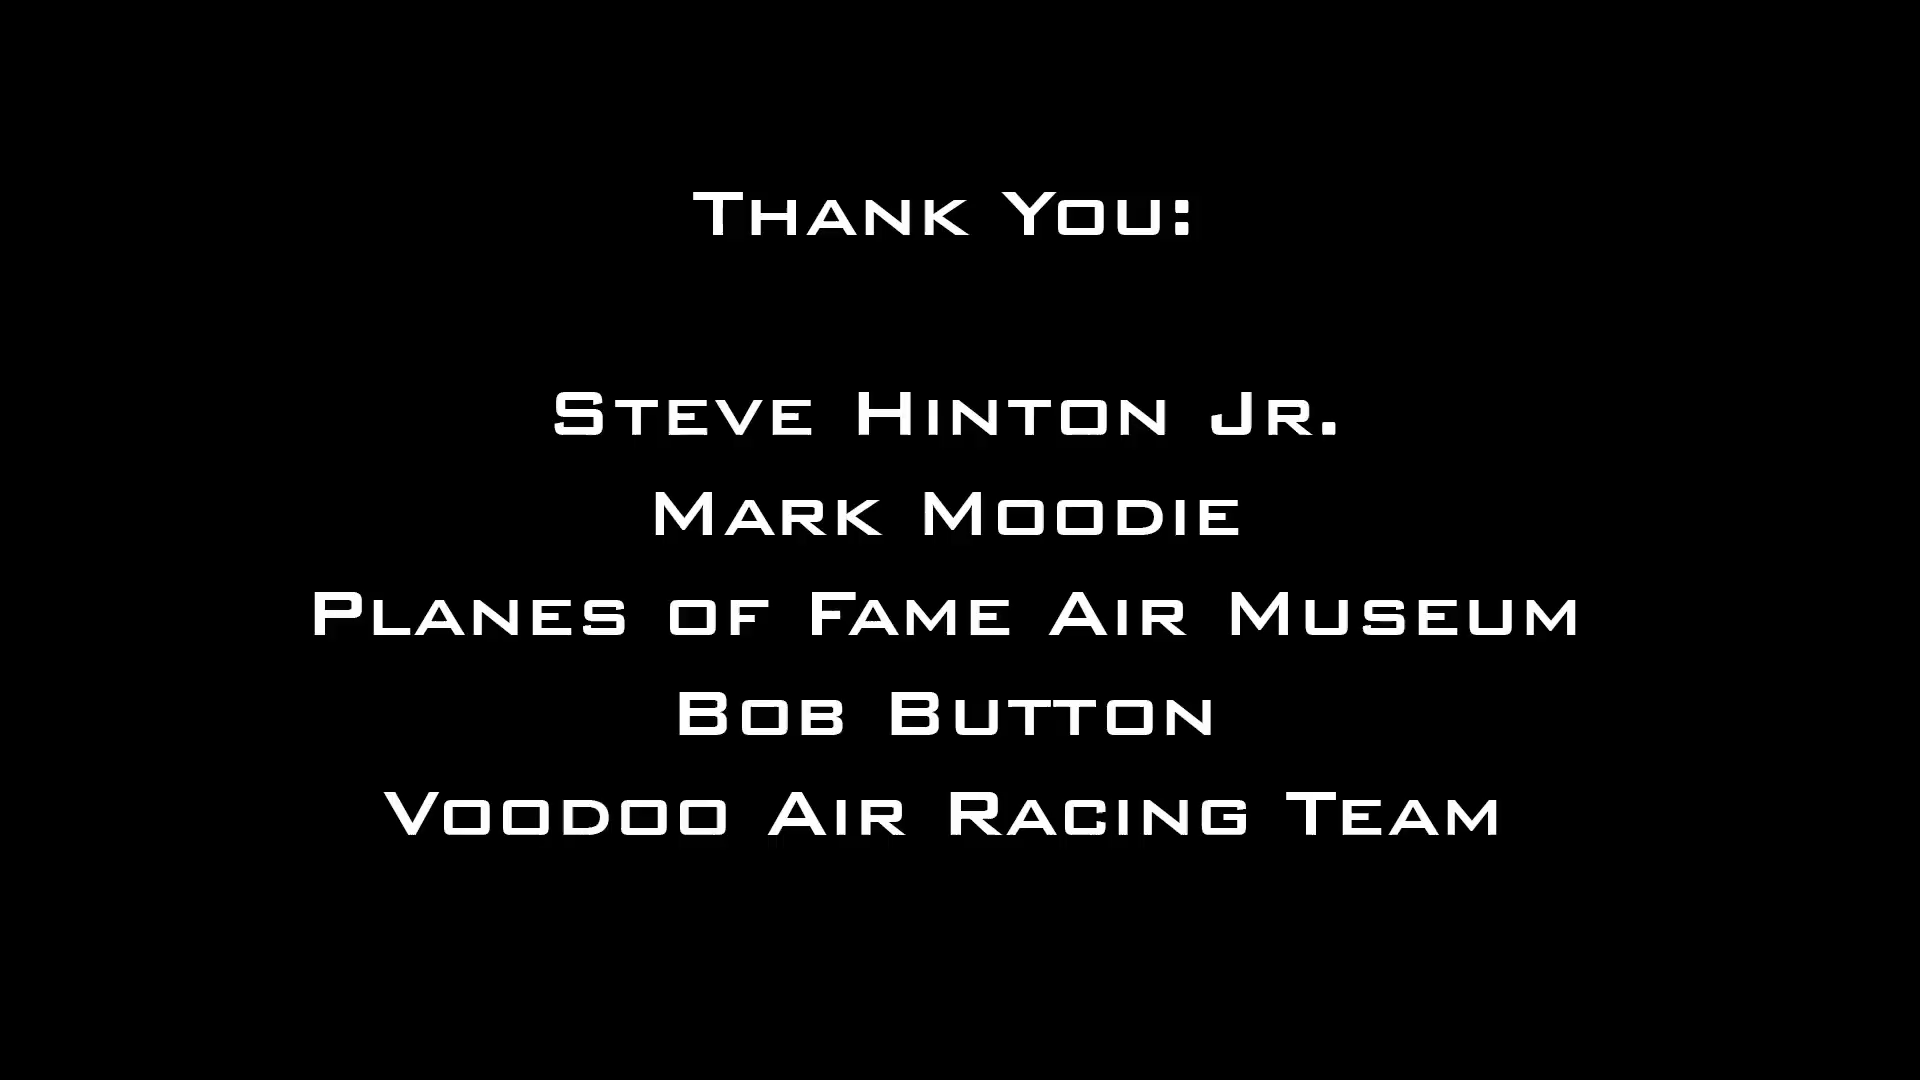 Thank You:
Steve Hinton Jr.
Mark Moodie
Planes of Fame Air Museum
Bob Button
Voodoo Air Racing Team